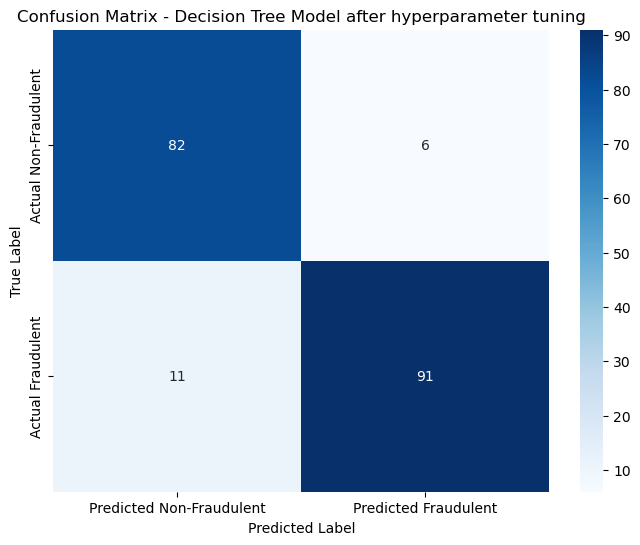 Confusion Matrix - Decision Tree Model after hyperparameter tuning
True Label
Actual Non-Fraudulent
82
6
Actual Fraudulent
11
91
Predicted Non-Fraudulent
Predicted Fraudulent
Predicted Label
90
80
70
60
50
40
30
20
10